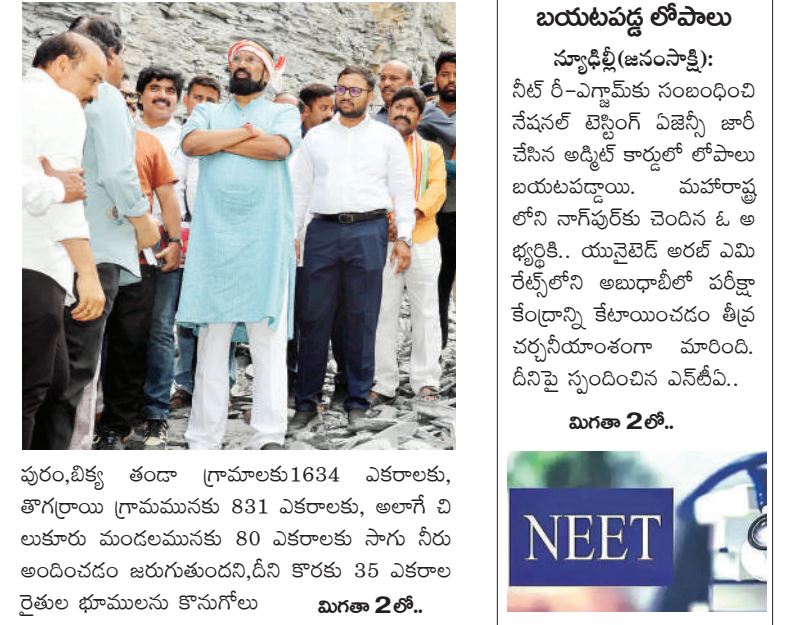 పురం,బిక్య తండా గ్రామాలకు1634 ఎకరాలకు,
తొగర్రాయి గ్రామమునకు 831 ఎకరాలకు, అలాగే చి
లుకూరు మండలమునకు 80 ఎకరాలకు సాగు నీరు
అందించడం జరుగుతుందని,దీని కొరకు 35 ఎకరాల
రైతుల భూములను కొనుగోలు మిగతా 2లో..
బయటపడ్డ లోపాలు
న్యూఢిల్లీ(జనంసాక్షి):
నీట్ రీ-ఎగ్జామ్‌కు సంబంధించి
నేషనల్ టెస్టింగ్ ఏజెన్సీ జారీ
చేసిన అడ్మిట్ కార్డులో లోపాలు
బయటపడ్డాయి. మహారాష్ట్ర
లోని నాగ్‌పుర్‌కు చెందిన ఓ అ
భ్యర్థికి.. యునైటెడ్ అరబ్ ఎమి
రేట్స్‌లోని అబుధాబీలో పరీక్షా
కేంద్రాన్ని కేటాయించడం తీవ్ర
చర్చనీయాంశంగా మారింది.
దీనిపై స్పందించిన ఎన్‌టీఏ..
మిగతా 2లో..
NEET